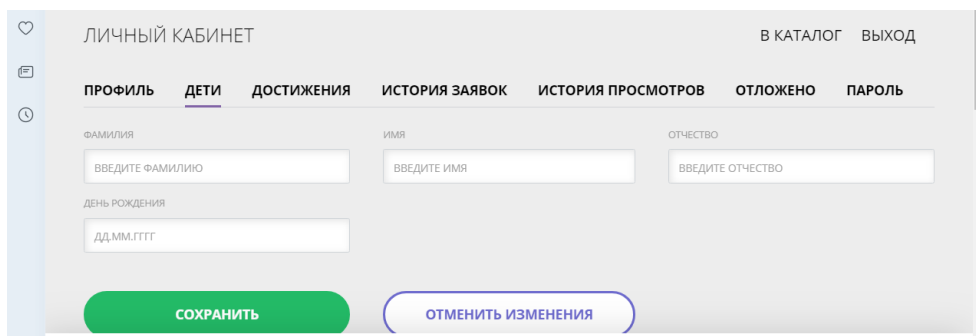 ЛИЧНЫЙ КАБИНЕТ В КАТАЛОГ ВЫХОД
ПРОФИЛЬ ДЕТИ ДОСТИЖЕНИЯ ИСТОРИЯ ЗАЯВОК ИСТОРИЯ ПРОСМОТРОВ ОТЛОЖЕНО ПАРОЛЬ
ФАМИЛИЯ ИМЯ ОТЧЕСТВО
ВВЕДИТЕ ФАМИЛИЮ ВВЕДИТЕ ИМЯ ВВЕДИТЕ ОТЧЕСТВО
ДЕНЬ РОЖДЕНИЯ
ДД.ММ.ГГГГ
СОХРАНИТЬ ОТМЕНИТЬ ИЗМЕНЕНИЯ